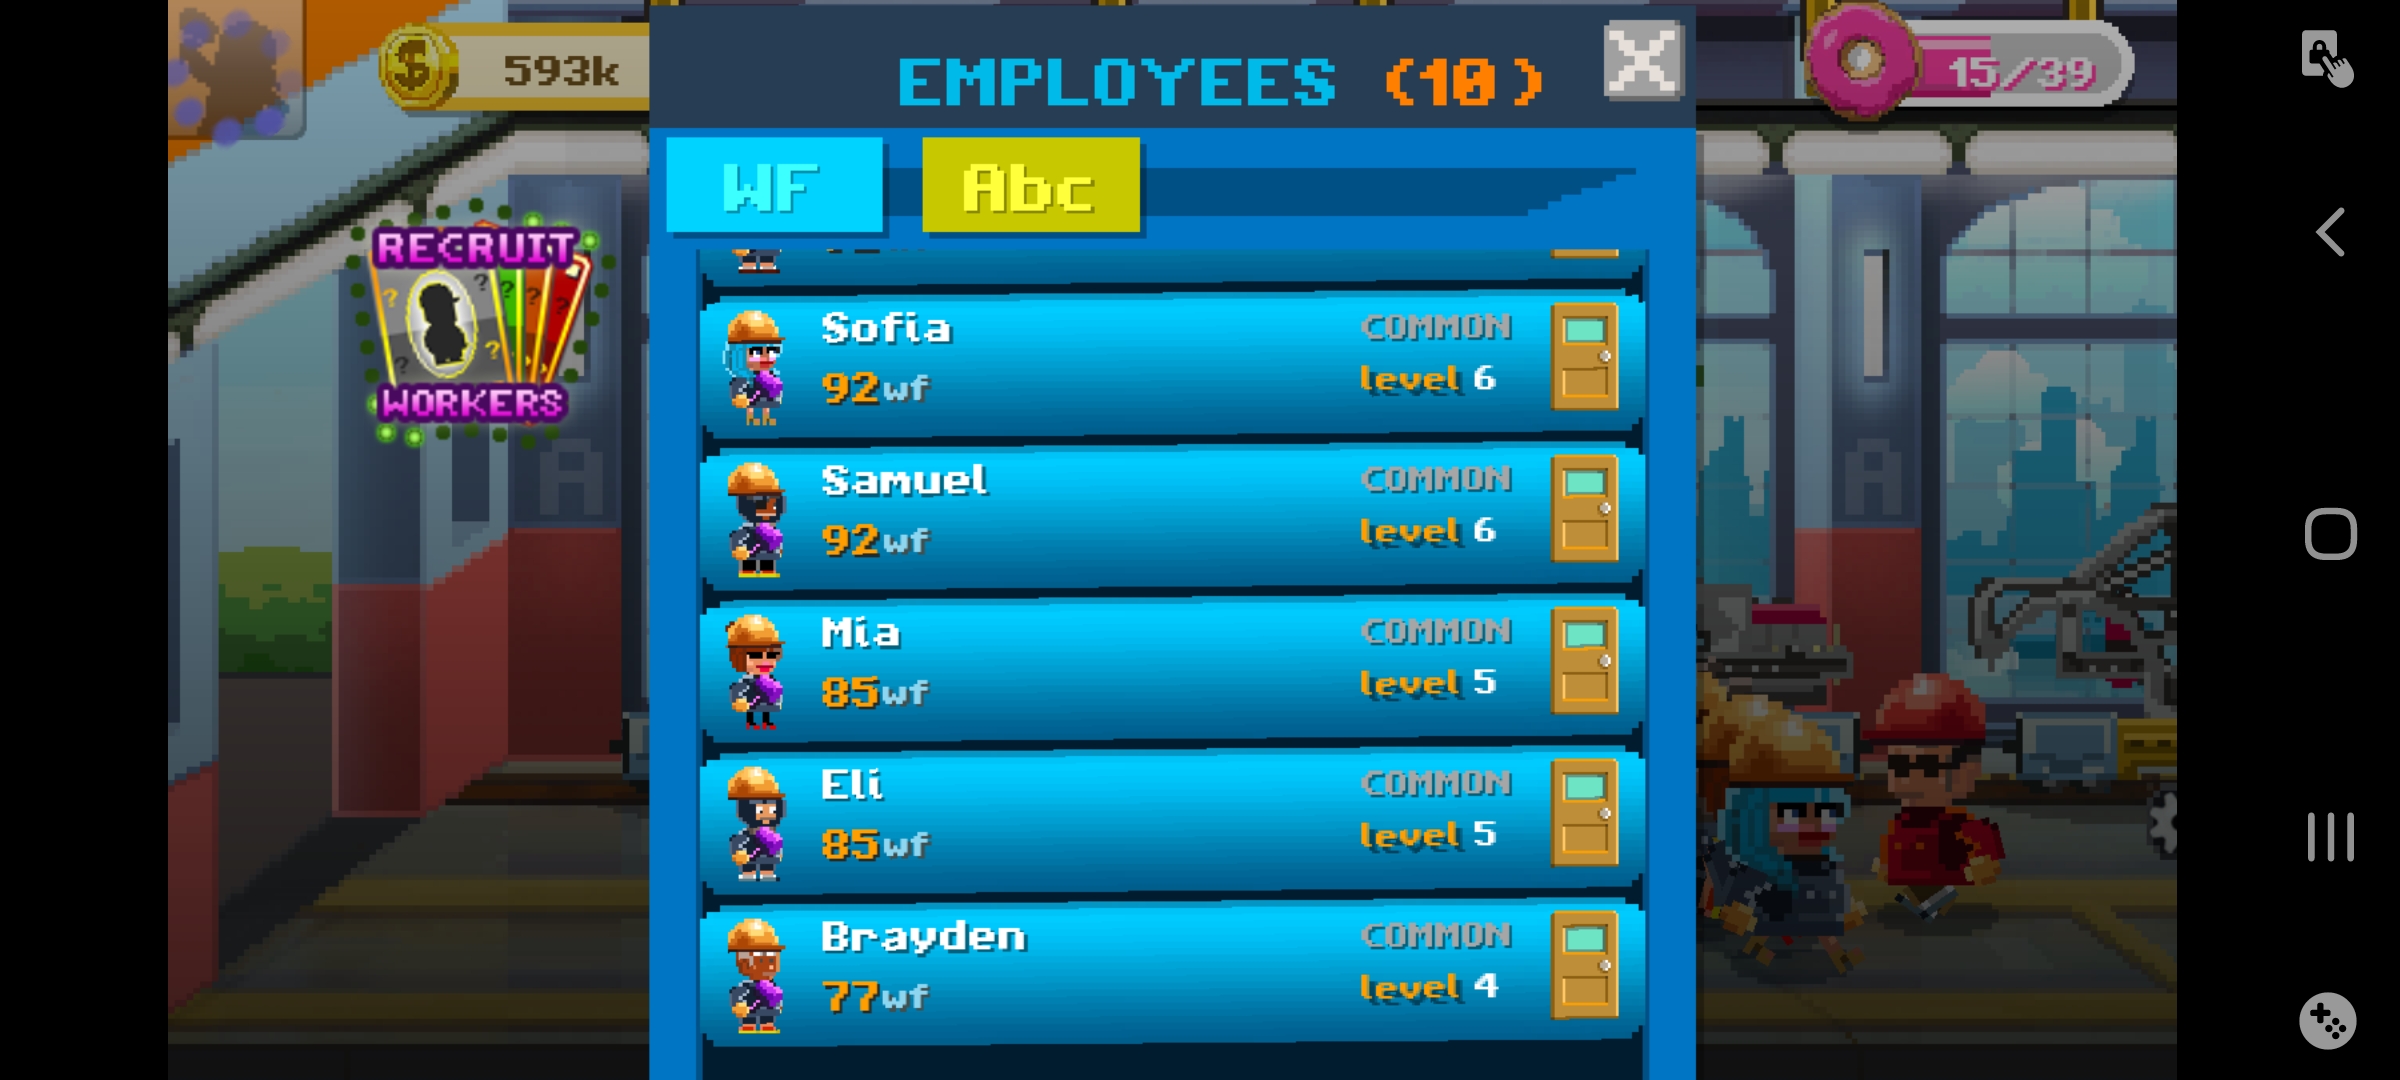 593k
EMPLOYEES (10)
15/39
WF
Abc
RECRUIT
WORKERS
Sofia
COMMON
92wf
level 6
Samuel
COMMON
92wf
level 6
Mia
COMMON
85wf
level 5
Eli
COMMON
85wf
level 5
Brayden
COMMON
77wf
level 4
A
A